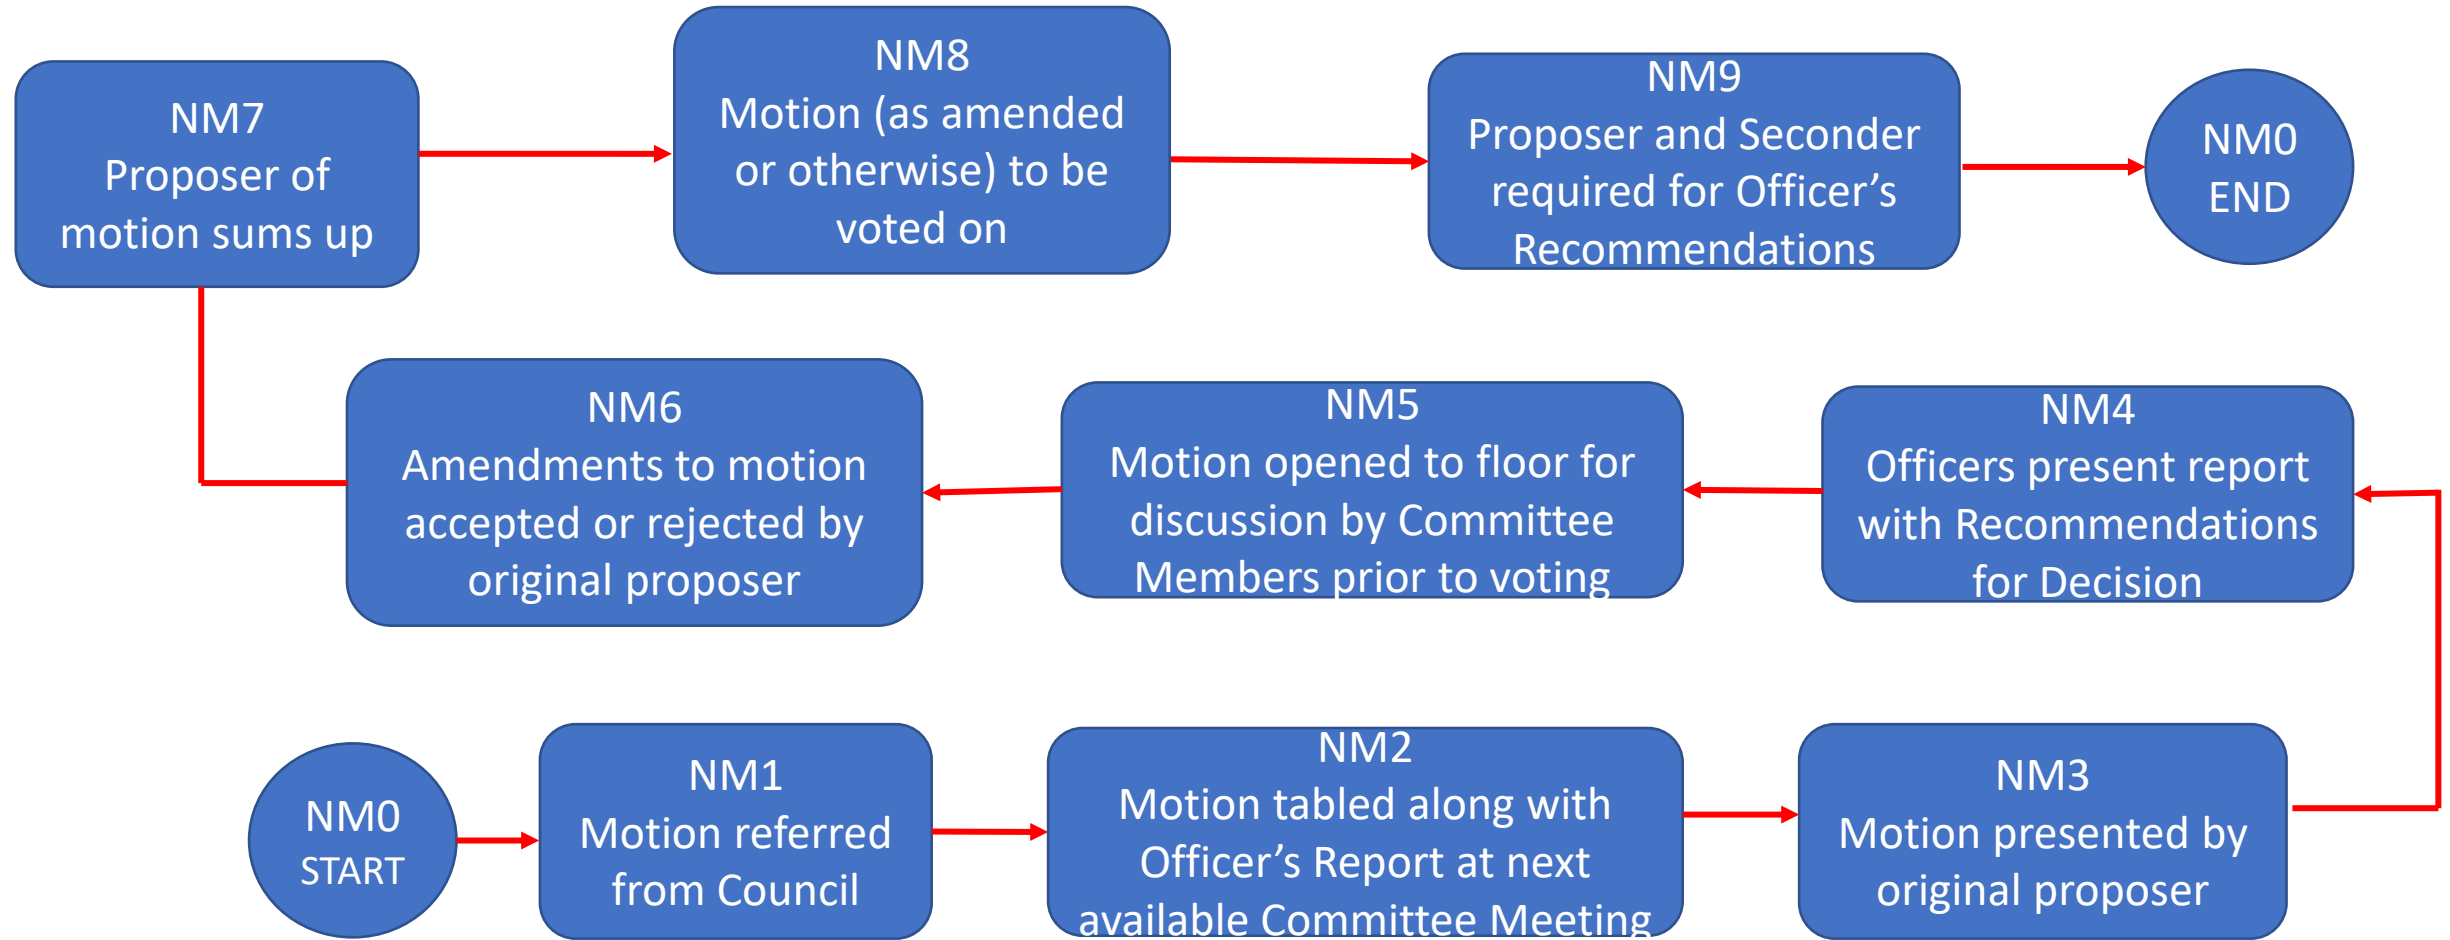 NM7
Proposer of
motion sums up
NM8
Motion (as amended
or otherwise) to be
voted on
NM9
Proposer and Seconder
required for Officer’s
Recommendations
NM0
END
NM6
Amendments to motion
accepted or rejected by
original proposer
NM5
Motion opened to floor for
discussion by Committee
Members prior to voting
NM4
Officers present report
with Recommendations
for Decision
NM0
START
NM1
Motion referred
from Council
NM2
Motion tabled along with
Officer’s Report at next
available Committee Meeting
NM3
Motion presented by
original proposer